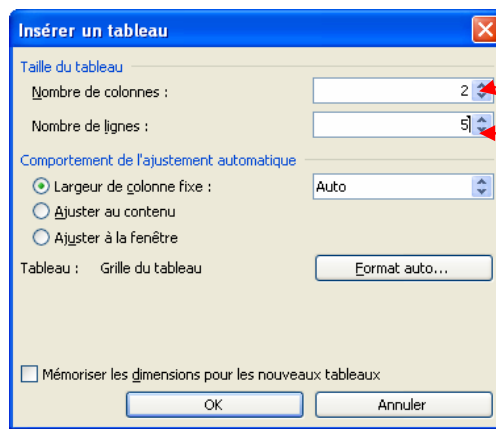 Insérer un tableau
Taille du tableau
Nombre de colonnes : 2
Nombre de lignes : 5
Comportement de l'ajustement automatique
Largeur de colonne fixe : Auto
Ajuster au contenu
Ajuster à la fenêtre
Tableau : Grille du tableau Format auto...
Mémoriser les dimensions pour les nouveaux tableaux
OK Annuler